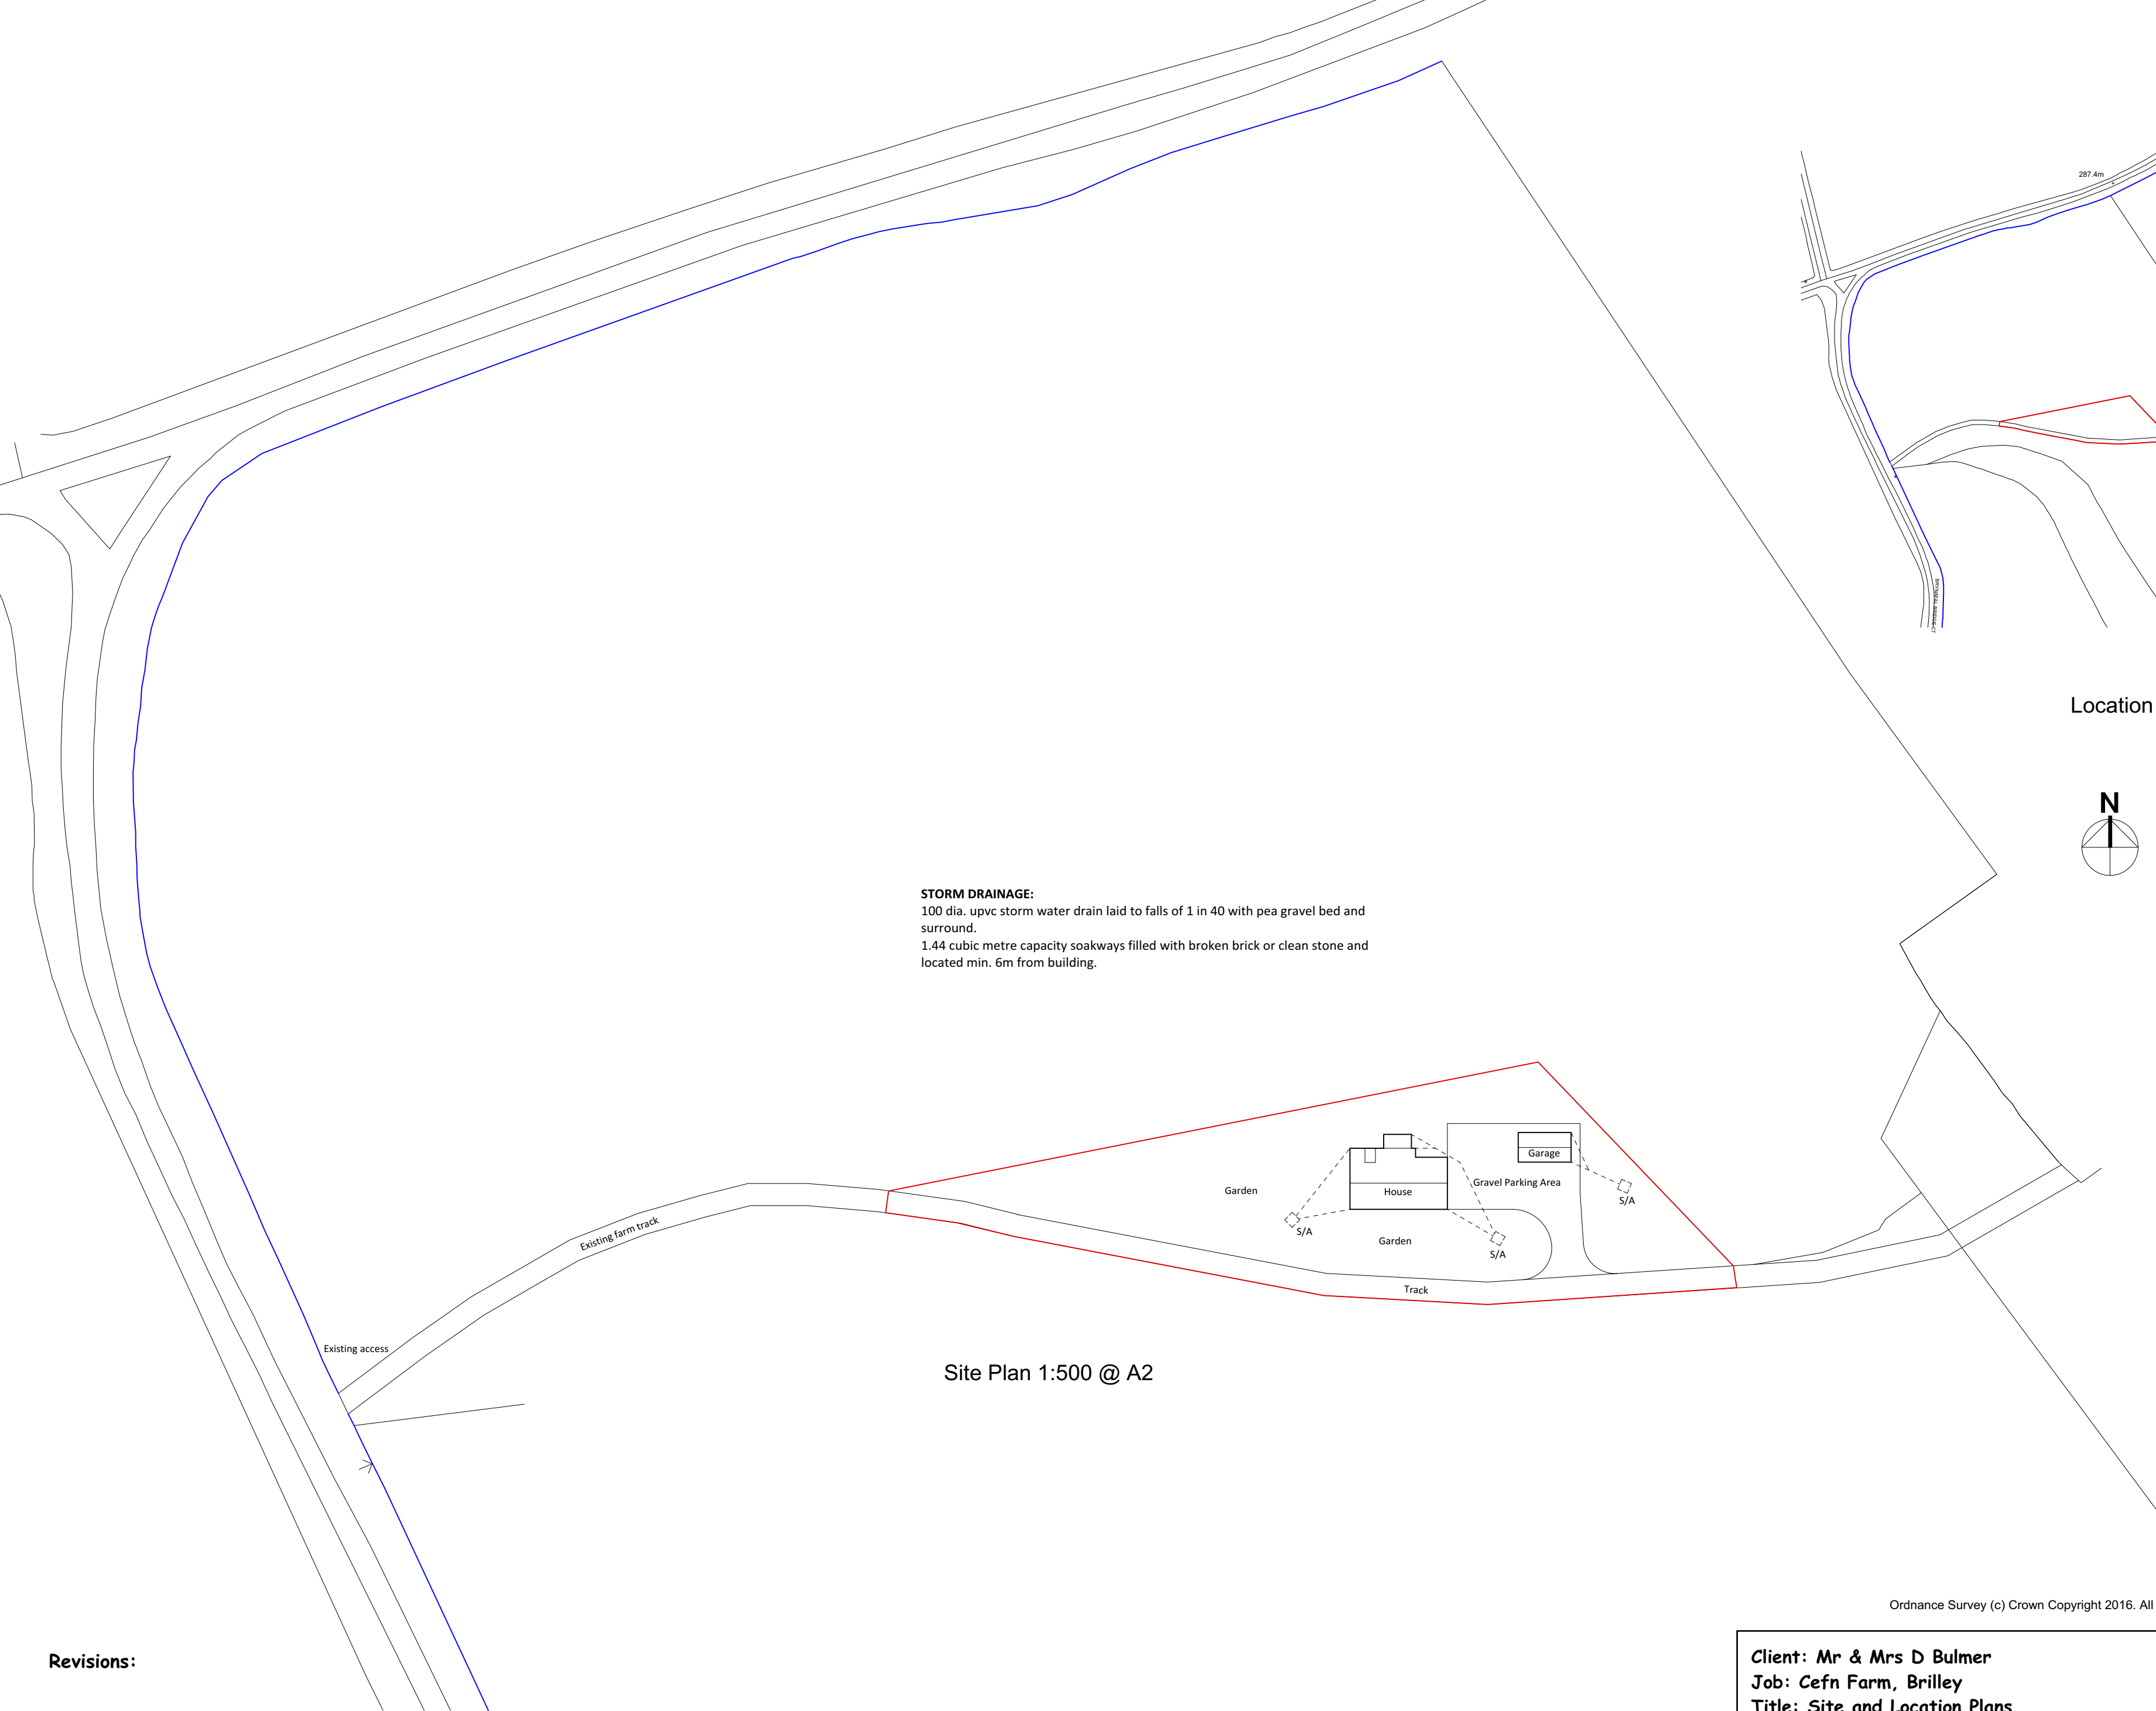 287.4m
Location
N
STORM DRAINAGE:
100 dia. upvc storm water drain laid to falls of 1 in 40 with pea gravel bed and
surround.
1.44 cubic metre capacity soakways filled with broken brick or clean stone and
located min. 6m from building.
Garage
Gravel Parking Area
House
Garden
S/A
S/A
Garden
S/A
Track
Existing farm track
Existing access
Site Plan 1:500 @ A2
Ordnance Survey (c) Crown Copyright 2016. All
Revisions:
Client: Mr & Mrs D Bulmer
Job: Cefn Farm, Brilley
Title: Site and Location Plans